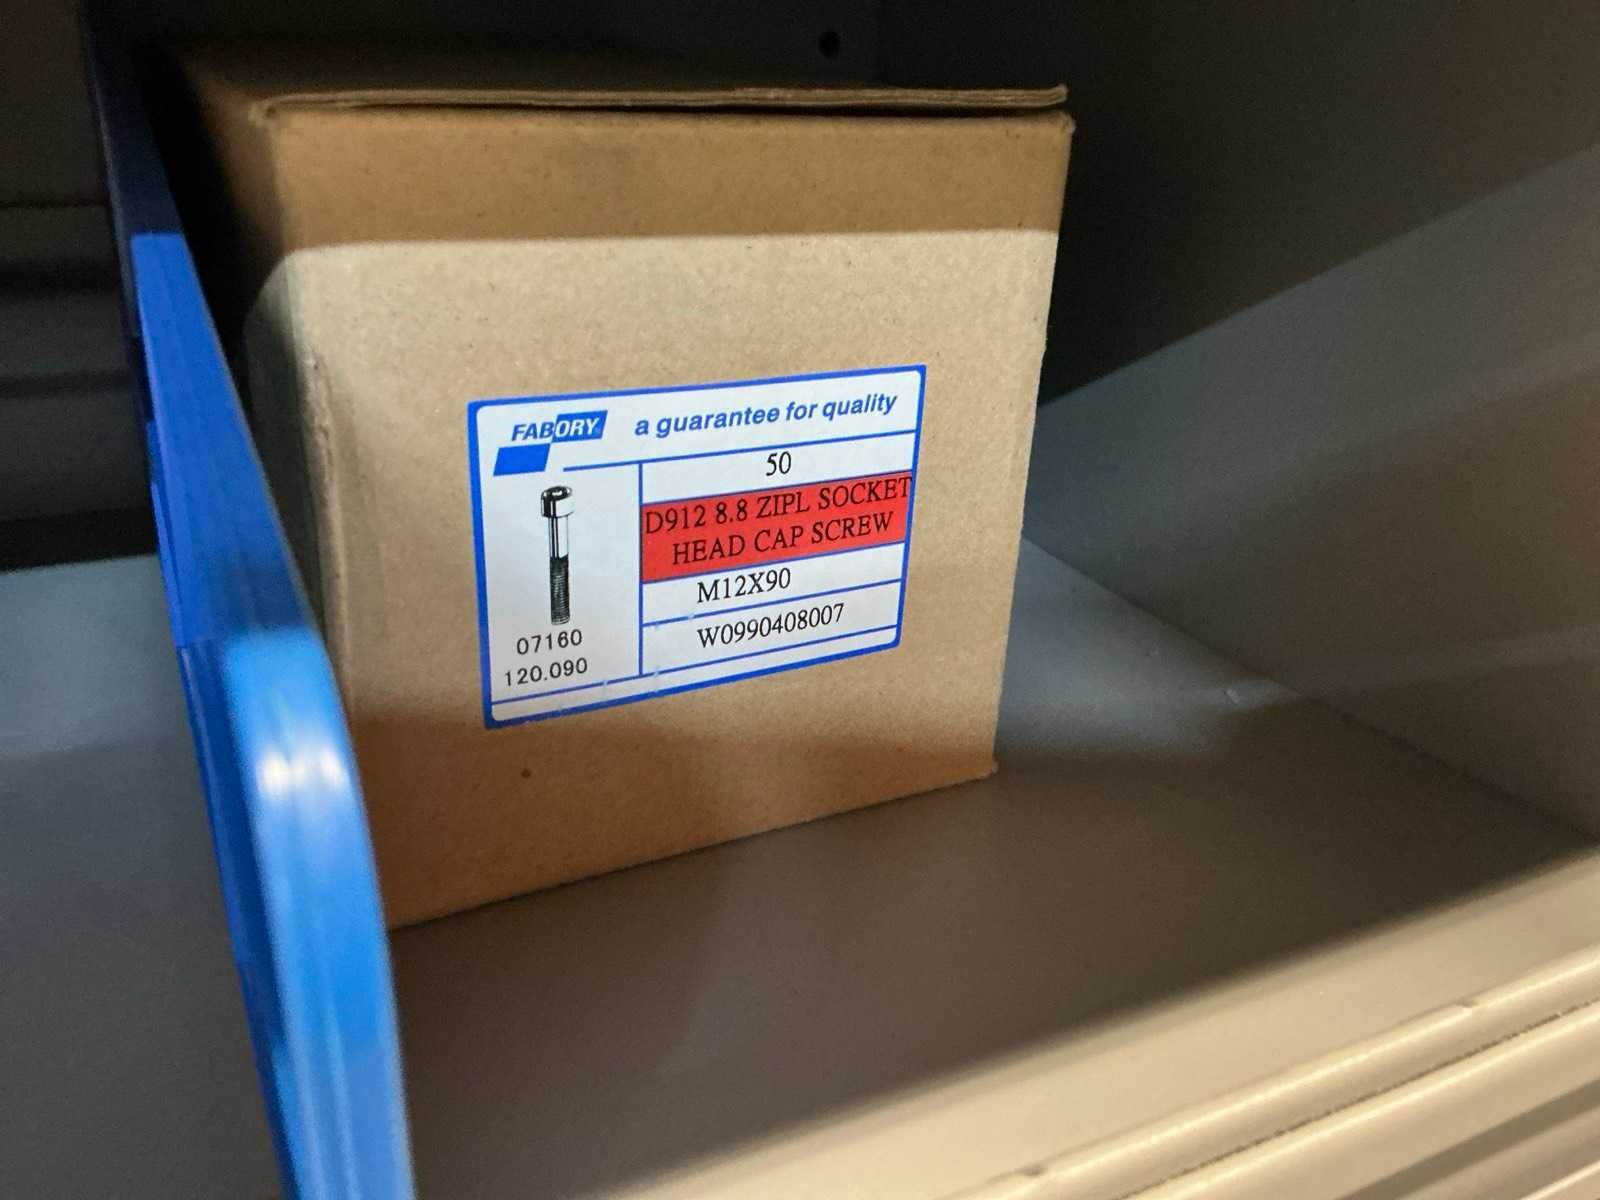 FABORY a guarantee for quality
50
D912 8.8 ZIPL SOCKET
HEAD CAP SCREW
M12X90
W0990408007
07160
120.090